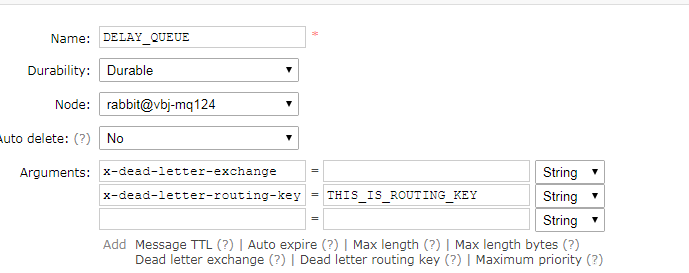 Name: DELAY_QUEUE *
Durability: Durable
Node: rabbit@vbj-mq124
Auto delete: (?) No
Arguments: x-dead-letter-exchange = String
x-dead-letter-routing-key = THIS_IS_ROUTING_KEY String
= String
Add Message TTL (?) | Auto expire (?) | Max length (?) | Max length bytes (?)
Dead letter exchange (?) | Dead letter routing key (?) | Maximum priority (?)